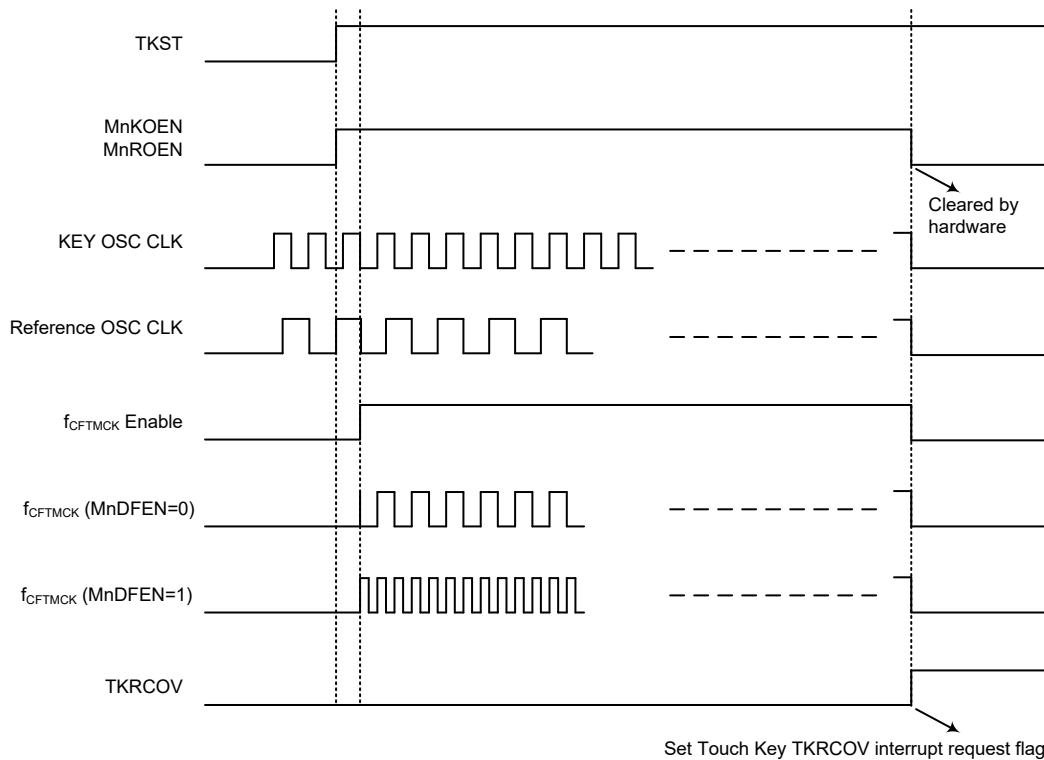 TKST
MnKOEN
MnROEN
Cleared by
hardware
KEY OSC CLK
Reference OSC CLK
fCFTMCK Enable
fCFTMCK (MnDFEN=0)
fCFTMCK (MnDFEN=1)
TKRCOV
Set Touch Key TKRCOV interrupt request flag